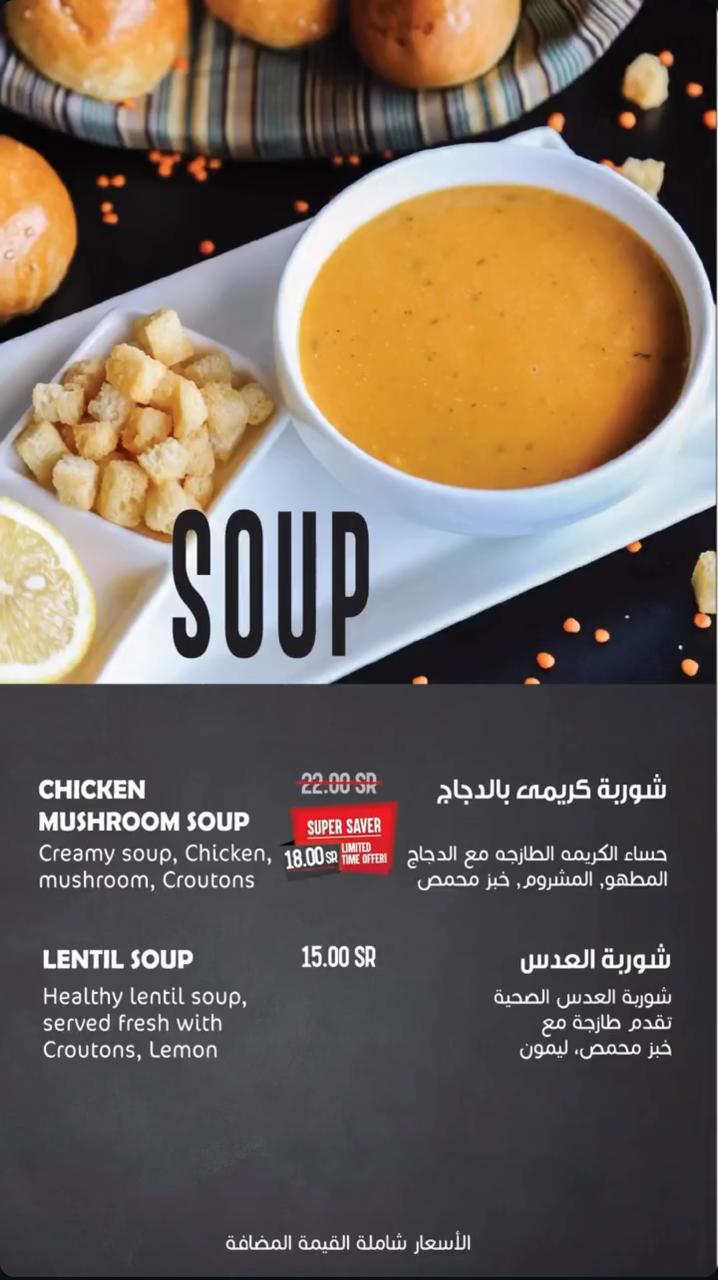 SOUP
CHICKEN
MUSHROOM SOUP
Creamy soup, Chicken,
mushroom, Croutons
22.00 SR
SUPER SAVER
18.00 SR
LIMITED
TIME OFFER!
شوربة كريمى بالدجاج
حساء الكريمه الطازجه مع الدجاج
المطهو, المشروم, خبز محمص
LENTIL SOUP
Healthy lentil soup,
served fresh with
Croutons, Lemon
15.00 SR
شوربة العدس
شوربة العدس الصحية
تقدم طازجة مع
خبز محمص، ليمون
الأسعار شاملة القيمة المضافة